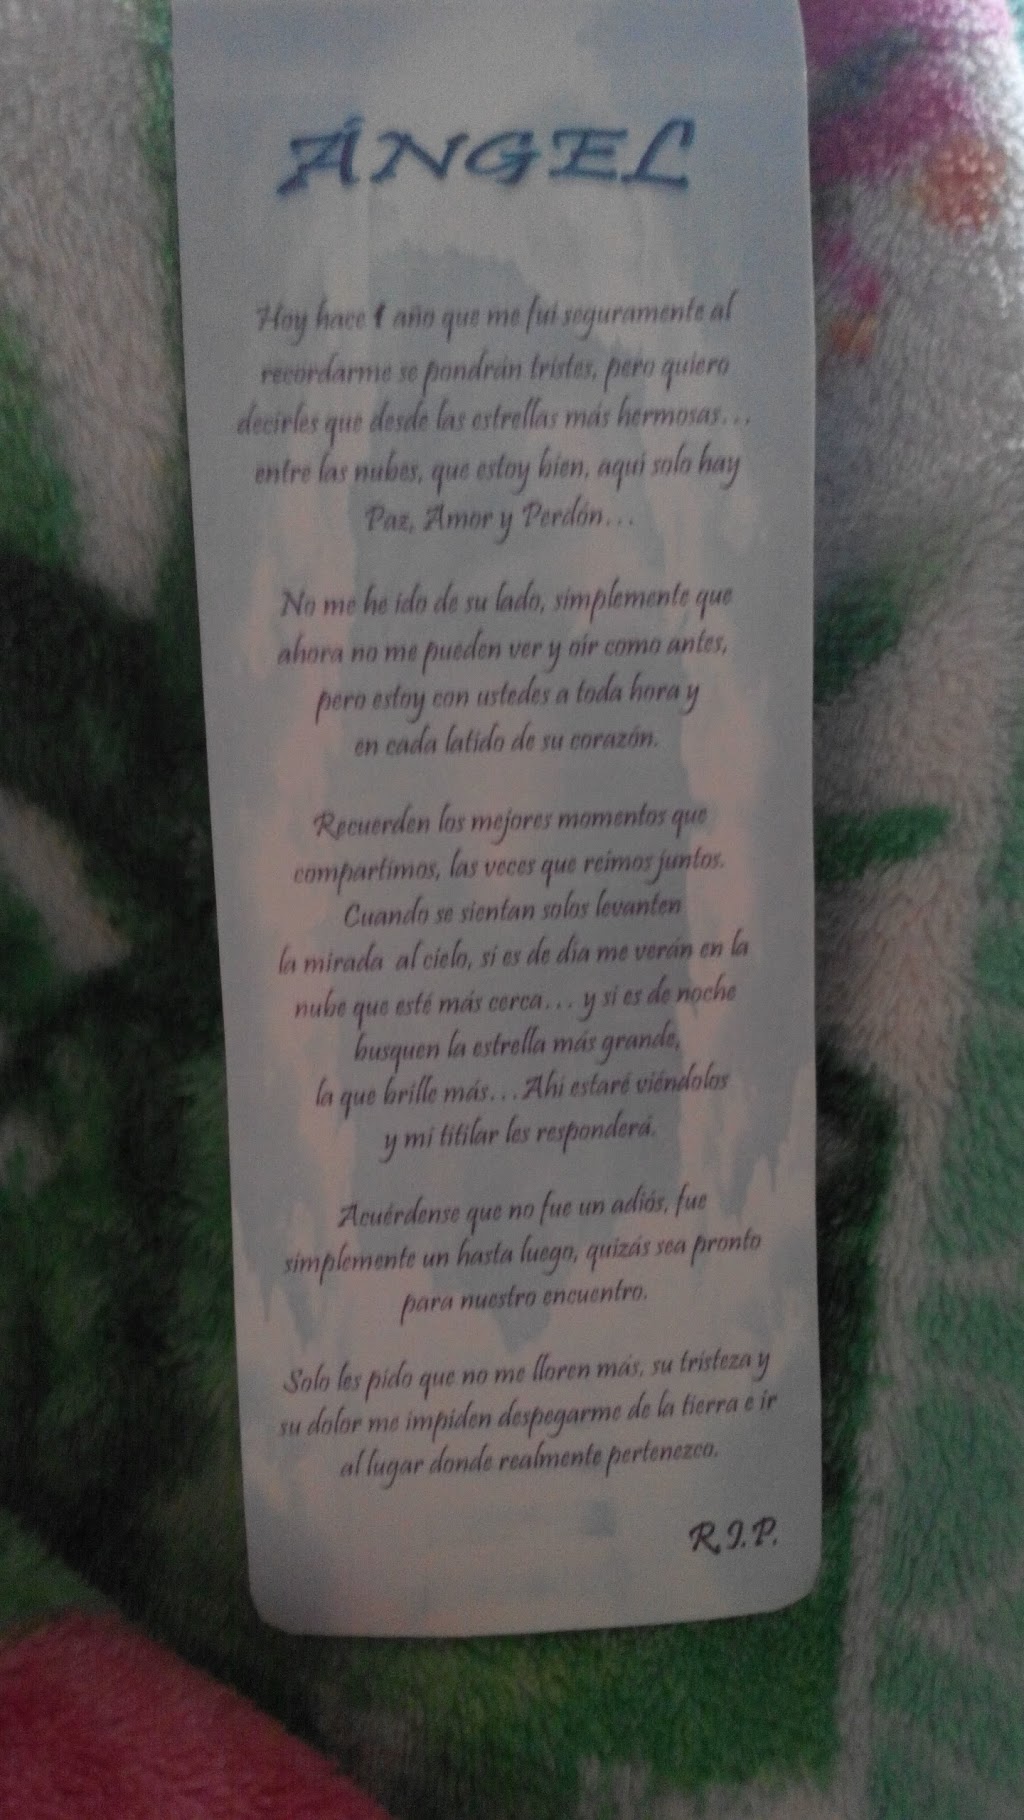 ÁNGEL
Hoy hace 1 año que me fui seguramente al
recordarme se pondrán tristes, pero quiero
decirles que desde las estrellas más hermosas...
entre las nubes, que estoy bien, aquí solo hay
Paz, Amor y Perdón...
No me he ido de su lado, simplemente que
ahora no me pueden ver y oír como antes,
pero estoy con ustedes a toda hora y
en cada latido de su corazón.
Recuerden los mejores momentos que
compartimos, las veces que reímos juntos.
Cuando se sientan solos levanten
la mirada al cielo, si es de día me verán en la
nube que esté más cerca... y si es de noche
busquen la estrella más grande,
la que brille más... Ahí estaré viéndolos
y mi titilar les responderá.
Acuérdense que no fue un adiós, fue
simplemente un hasta luego, quizás sea pronto
para nuestro encuentro.
Solo les pido que no me lloren más, su tristeza y
su dolor me impiden despegarme de la tierra e ir
al lugar donde realmente pertenezco.
R.I.P.